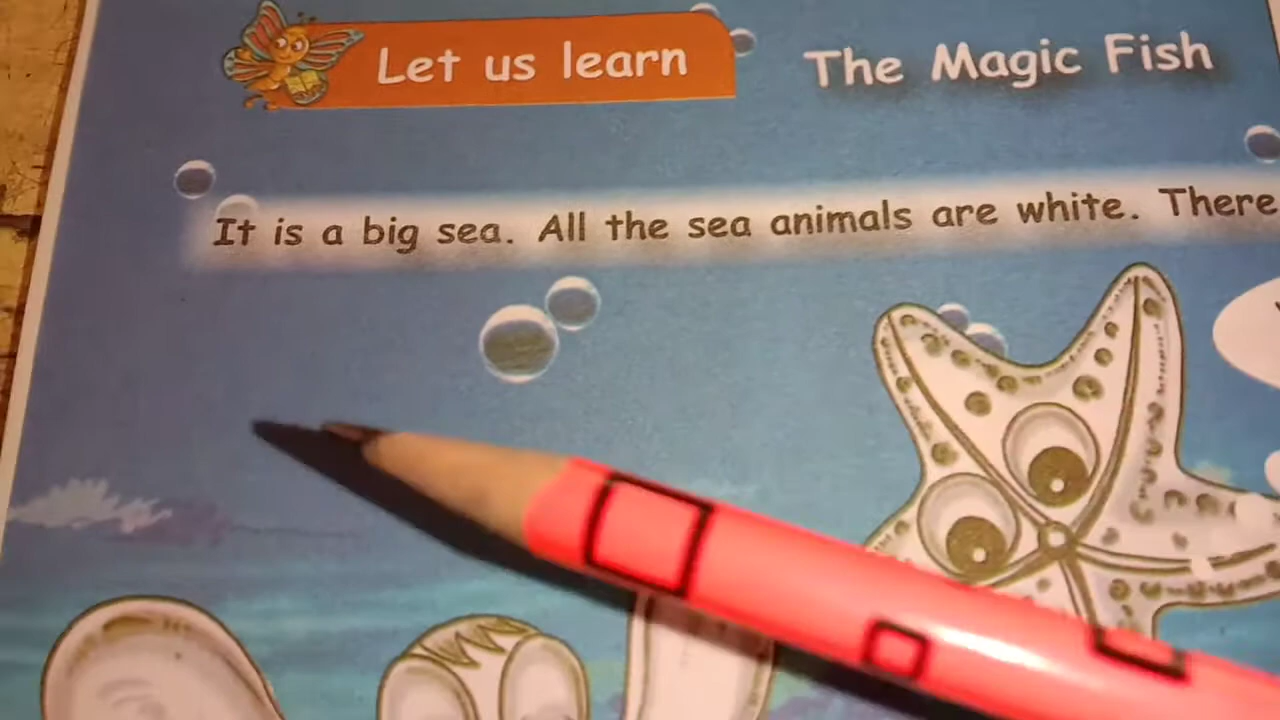 Let us learn
The Magic Fish
It is a big sea. All the sea animals are white. There